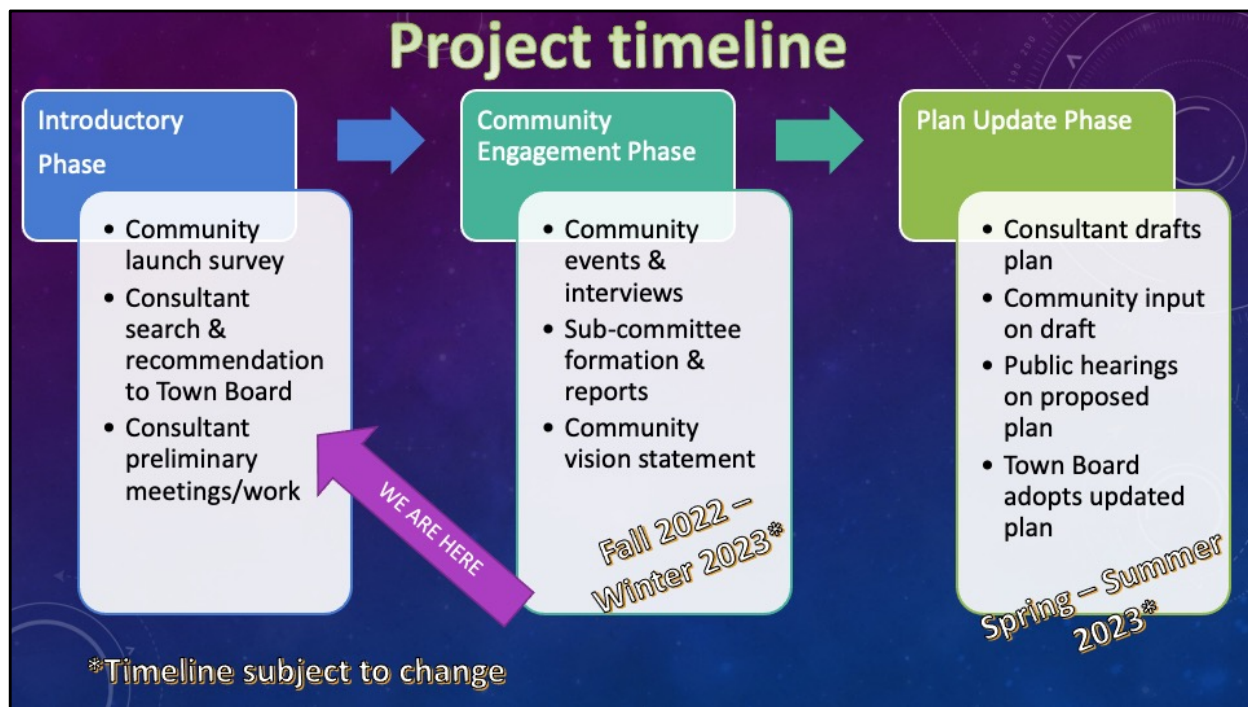 Project timeline
Introductory
Phase
• Community
launch survey
• Consultant
search &
recommendation
to Town Board
• Consultant
preliminary
meetings/work
WE ARE HERE
Community
Engagement Phase
• Community
events &
interviews
• Sub-committee
formation &
reports
• Community
vision statement
Fall 2022 –
Winter 2023*
Plan Update Phase
• Consultant drafts
plan
• Community input
on draft
• Public hearings
on proposed
plan
• Town Board
adopts updated
plan
Spring – Summer
2023*
*Timeline subject to change